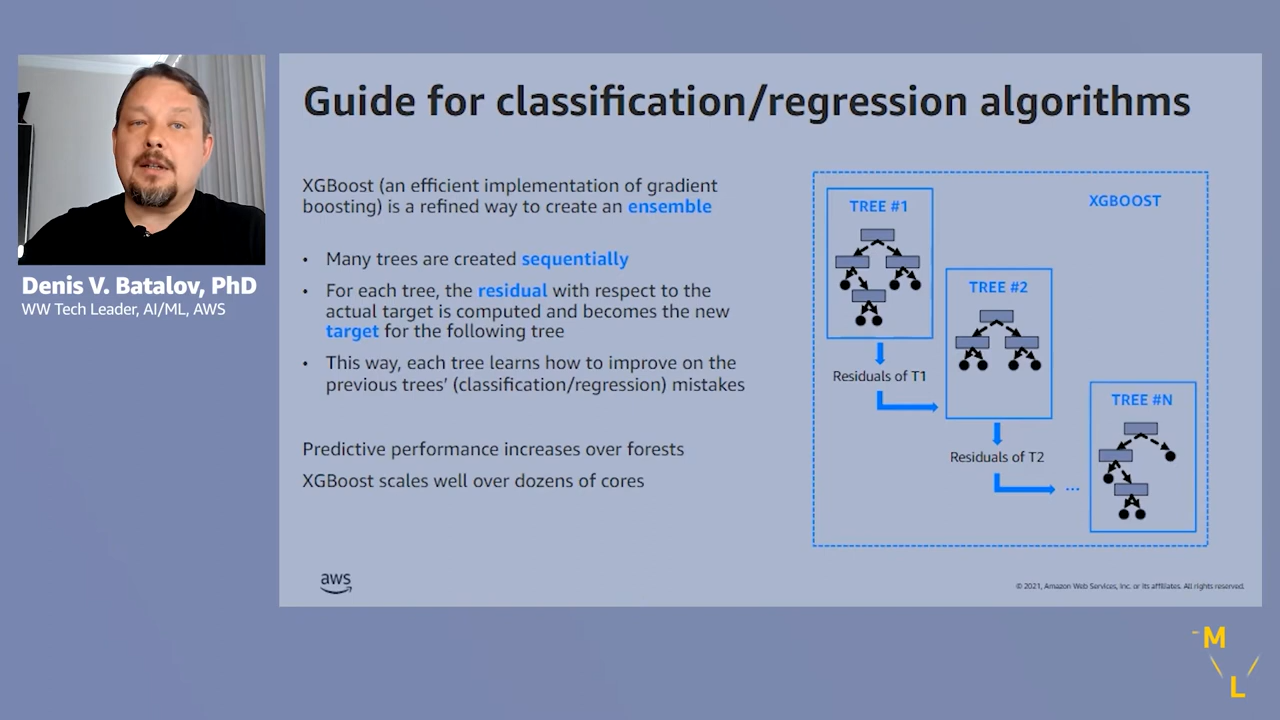 Guide for classification/regression algorithms
XGBoost (an efficient implementation of gradient
boosting) is a refined way to create an ensemble
• Many trees are created sequentially
• For each tree, the residual with respect to the
actual target is computed and becomes the new
target for the following tree
• This way, each tree learns how to improve on the
previous trees' (classification/regression) mistakes
Predictive performance increases over forests
XGBoost scales well over dozens of cores
XGBOOST
TREE #1
Residuals of T1
TREE #2
Residuals of T2
...
TREE #N
Denis V. Batalov, PhD
WW Tech Leader, AI/ML, AWS
aws
© 2021, Amazon Web Services, Inc. or its affiliates. All rights reserved.
M
L